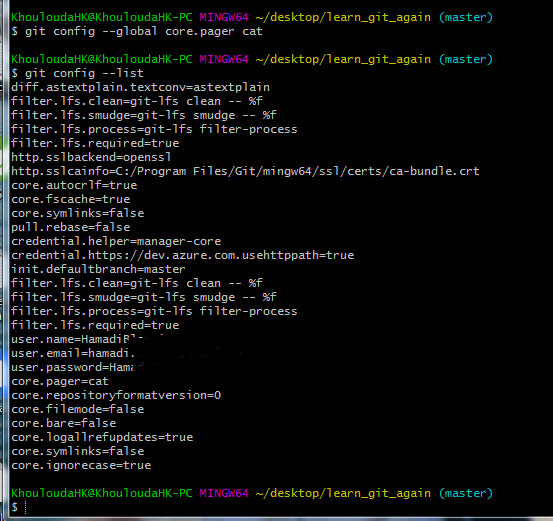 KhouloudaHK@KhouloudaHK-PC MINGW64 ~/desktop/learn_git_again (master)
$ git config --global core.pager cat
KhouloudaHK@KhouloudaHK-PC MINGW64 ~/desktop/learn_git_again (master)
$ git config --list
diff.astextplain.textconv=astextplain
filter.lfs.clean=git-lfs clean -- %f
filter.lfs.smudge=git-lfs smudge -- %f
filter.lfs.process=git-lfs filter-process
filter.lfs.required=true
http.sslbackend=openssl
http.sslcainfo=C:/Program Files/Git/mingw64/ssl/certs/ca-bundle.crt
core.autocrlf=true
core.fscache=true
core.symlinks=false
pull.rebase=false
credential.helper=manager-core
credential.https://dev.azure.com.usehttppath=true
init.defaultbranch=master
filter.lfs.clean=git-lfs clean -- %f
filter.lfs.smudge=git-lfs smudge -- %f
filter.lfs.process=git-lfs filter-process
filter.lfs.required=true
user.name=Hamadi
user.email=hamadi.
user.password=Hama
core.pager=cat
core.repositoryformatversion=0
core.filemode=false
core.bare=false
core.logallrefupdates=true
core.symlinks=false
core.ignorecase=true
KhouloudaHK@KhouloudaHK-PC MINGW64 ~/desktop/learn_git_again (master)
$